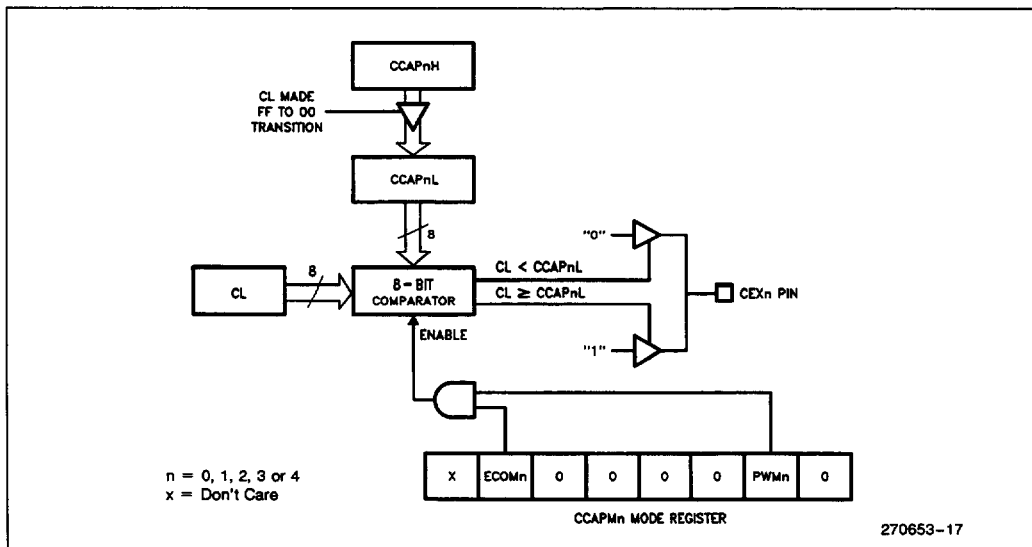 CCAPnH
CL MADE
FF TO 00
TRANSITION
CCAPnL
8
"0"
CL < CCAPnL
8
CL
8-BIT
COMPARATOR
CL ≥ CCAPnL
CEXn PIN
ENABLE
"1"
n = 0, 1, 2, 3 or 4
x = Don't Care
X ECOMn 0 0 0 0 PWMn 0
CCAPMn MODE REGISTER
270653-17